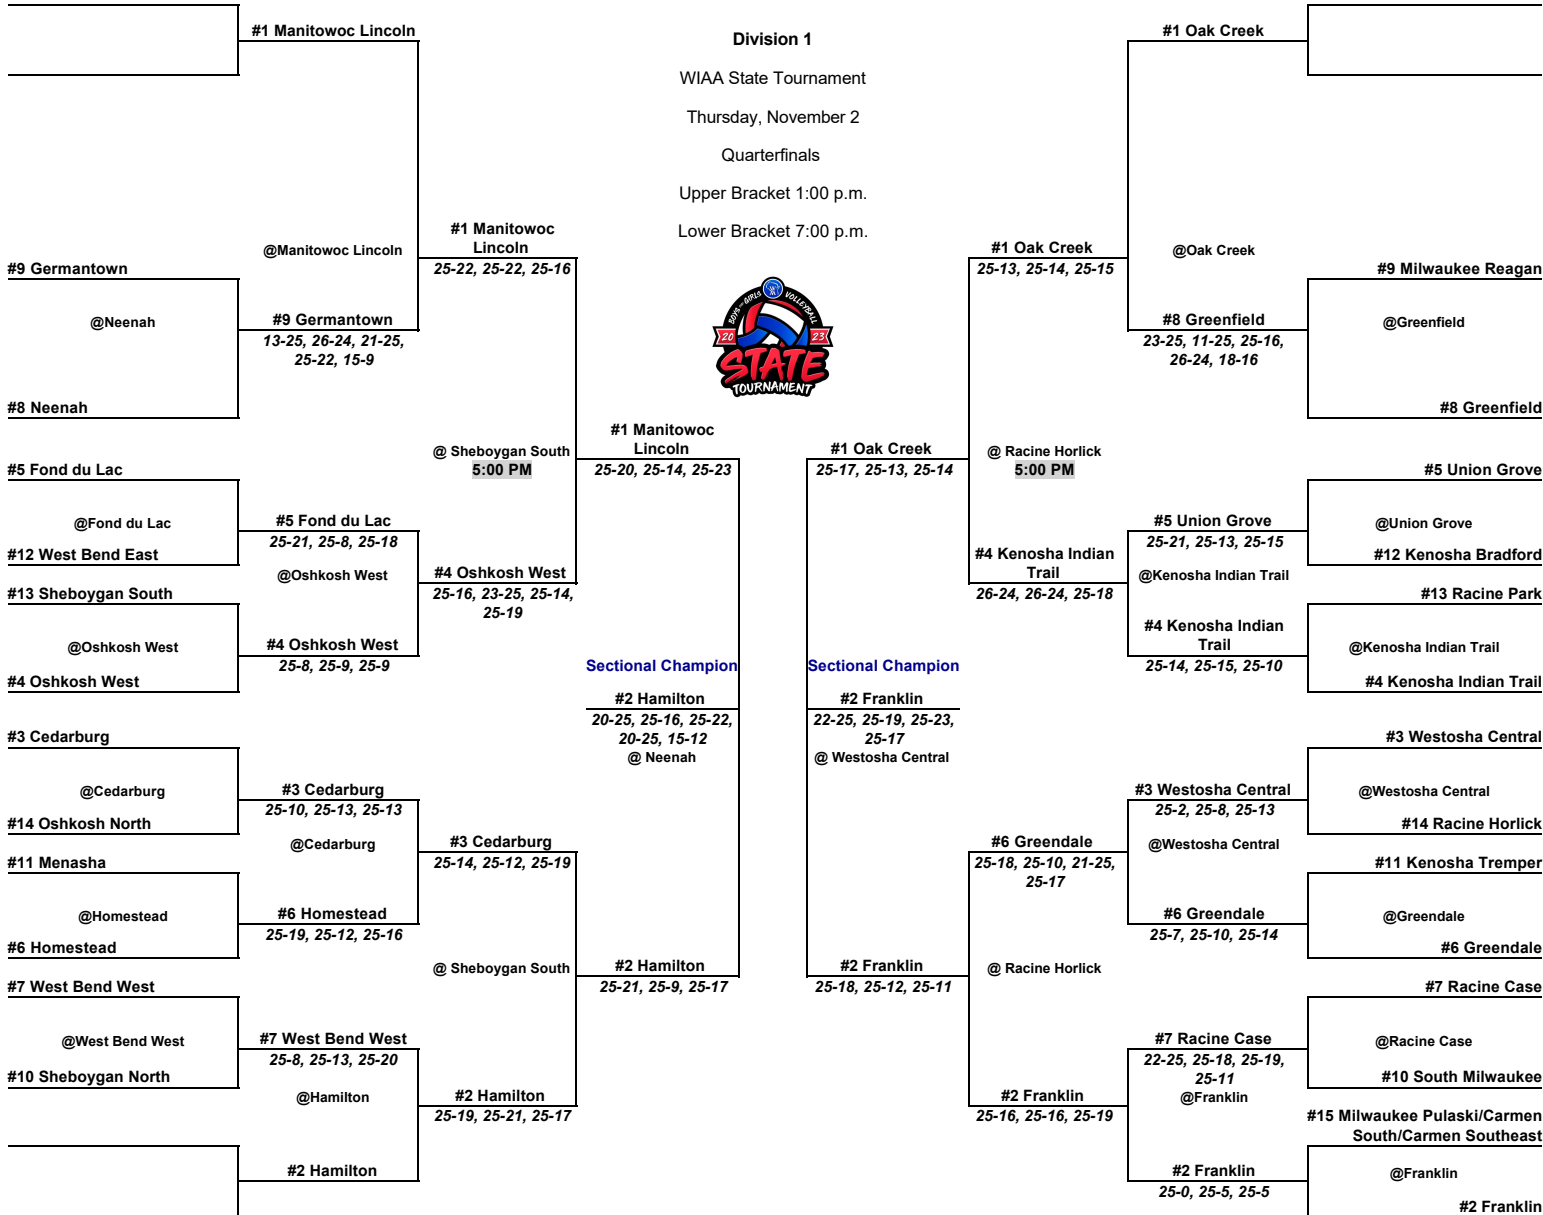 #1 Manitowoc Lincoln
#9 Germantown
@Neenah
#8 Neenah
@Manitowoc Lincoln
#9 Germantown
13-25, 26-24, 21-25,
25-22, 15-9
#1 Manitowoc
Lincoln
25-22, 25-22, 25-16
#5 Fond du Lac
@Fond du Lac
#12 West Bend East
#13 Sheboygan South
@Oshkosh West
#4 Oshkosh West
#5 Fond du Lac
25-21, 25-8, 25-18
@Oshkosh West
#4 Oshkosh West
25-8, 25-9, 25-9
#4 Oshkosh West
25-16, 23-25, 25-14,
25-19
@ Sheboygan South
5:00 PM
#1 Manitowoc
Lincoln
25-20, 25-14, 25-23
#3 Cedarburg
@Cedarburg
#14 Oshkosh North
#11 Menasha
@Homestead
#6 Homestead
#3 Cedarburg
25-10, 25-13, 25-13
@Cedarburg
#6 Homestead
25-19, 25-12, 25-16
#3 Cedarburg
25-14, 25-12, 25-19
#7 West Bend West
@West Bend West
#10 Sheboygan North
#7 West Bend West
25-8, 25-13, 25-20
@Hamilton
#2 Hamilton
#2 Hamilton
25-19, 25-21, 25-17
@ Sheboygan South
#2 Hamilton
25-21, 25-9, 25-17
Sectional Champion
#2 Hamilton
20-25, 25-16, 25-22,
20-25, 15-12
@ Neenah
Division 1
WIAA State Tournament
Thursday, November 2
Quarterfinals
Upper Bracket 1:00 p.m.
Lower Bracket 7:00 p.m.
BOYS and GIRLS VOLLEYBALL
20 23
STATE
TOURNAMENT
#1 Oak Creek
#9 Milwaukee Reagan
@Greenfield
#8 Greenfield
@Oak Creek
#8 Greenfield
23-25, 11-25, 25-16,
26-24, 18-16
#1 Oak Creek
25-13, 25-14, 25-15
#5 Union Grove
@Union Grove
#12 Kenosha Bradford
#13 Racine Park
@Kenosha Indian Trail
#4 Kenosha Indian Trail
#5 Union Grove
25-21, 25-13, 25-15
@Kenosha Indian Trail
#4 Kenosha Indian
Trail
25-14, 25-15, 25-10
#4 Kenosha Indian
Trail
26-24, 26-24, 25-18
@ Racine Horlick
5:00 PM
#1 Oak Creek
25-17, 25-13, 25-14
Sectional Champion
#2 Franklin
22-25, 25-19, 25-23,
25-17
@ Westosha Central
#3 Westosha Central
@Westosha Central
#14 Racine Horlick
#11 Kenosha Tremper
@Greendale
#6 Greendale
#3 Westosha Central
25-2, 25-8, 25-13
@Westosha Central
#6 Greendale
25-7, 25-10, 25-14
#6 Greendale
25-18, 25-10, 21-25,
25-17
#7 Racine Case
@Racine Case
#10 South Milwaukee
#15 Milwaukee Pulaski/Carmen
South/Carmen Southeast
@Franklin
#2 Franklin
#7 Racine Case
22-25, 25-18, 25-19,
25-11
@Franklin
#2 Franklin
25-0, 25-5, 25-5
#2 Franklin
25-16, 25-16, 25-19
@ Racine Horlick
#2 Franklin
25-18, 25-12, 25-11